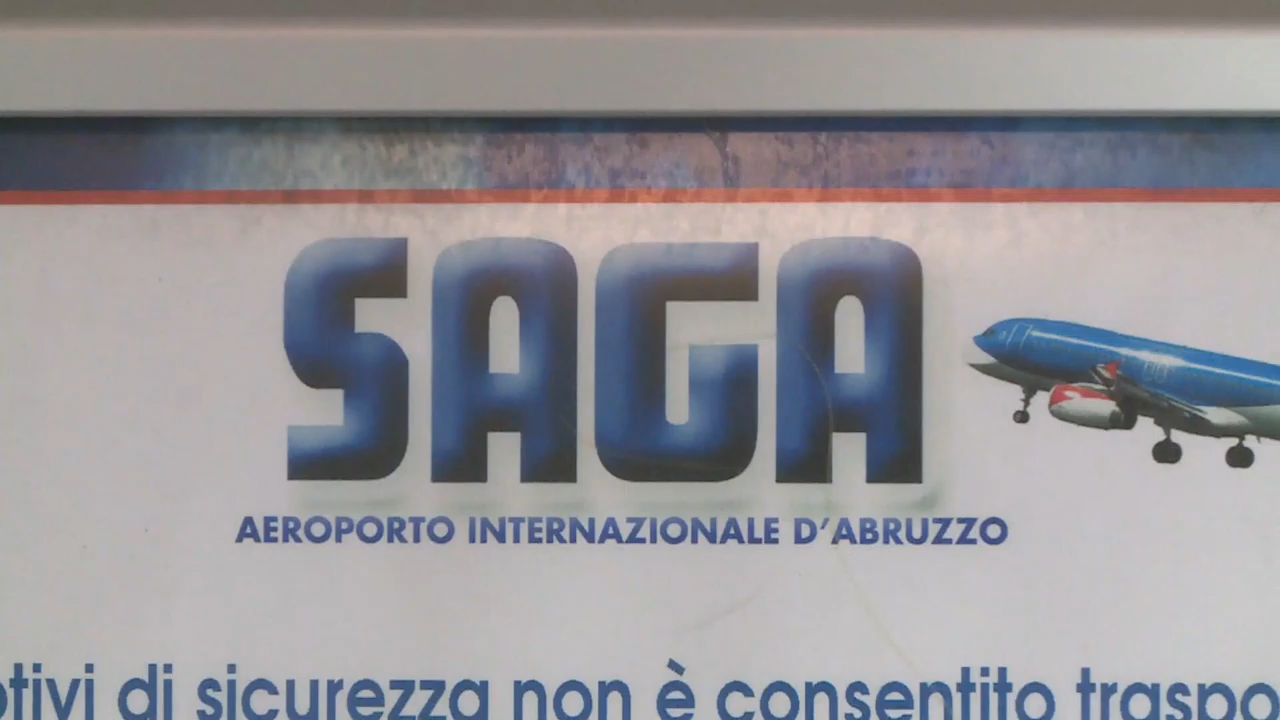 SAGA
AEROPORTO INTERNAZIONALE D'ABRUZZO
di sicurezza non è consentito